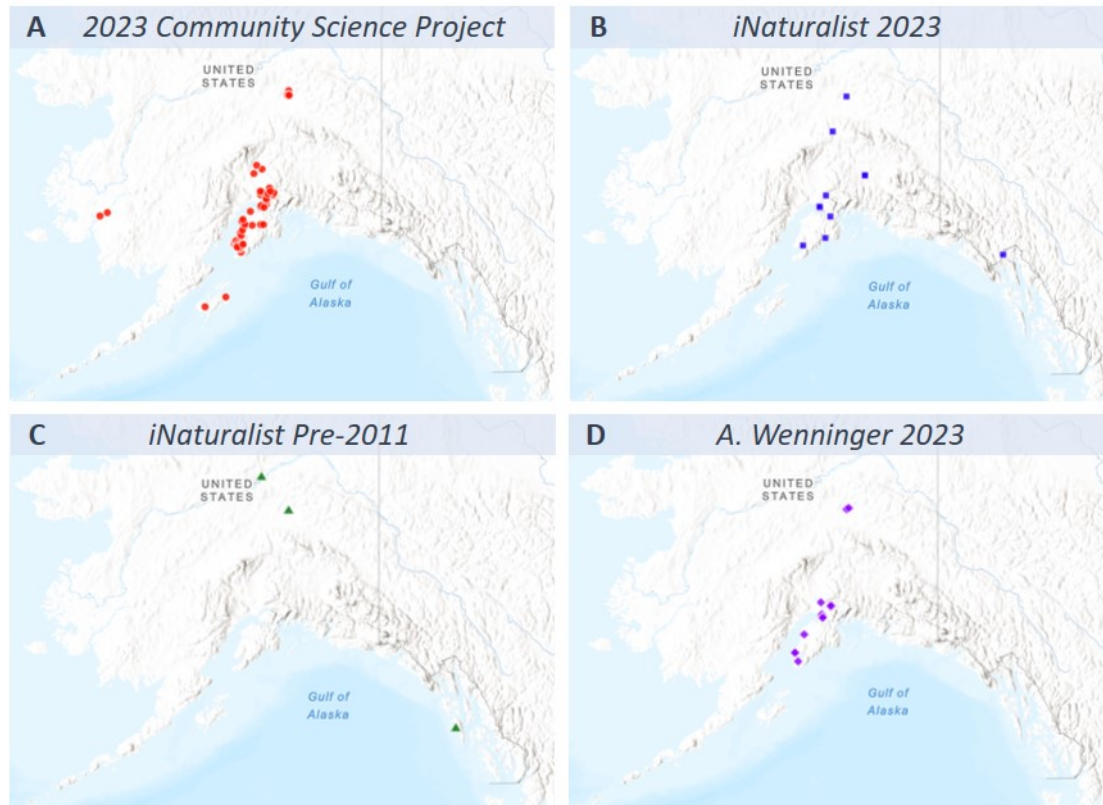 A 2023 Community Science Project
UNITED
STATES
Gulf of
Alaska
B iNaturalist 2023
UNITED
STATES
Gulf of
Alaska
C iNaturalist Pre-2011
UNITED
STATES
Gulf of
Alaska
D A. Wenninger 2023
UNITED
STATES
Gulf of
Alaska